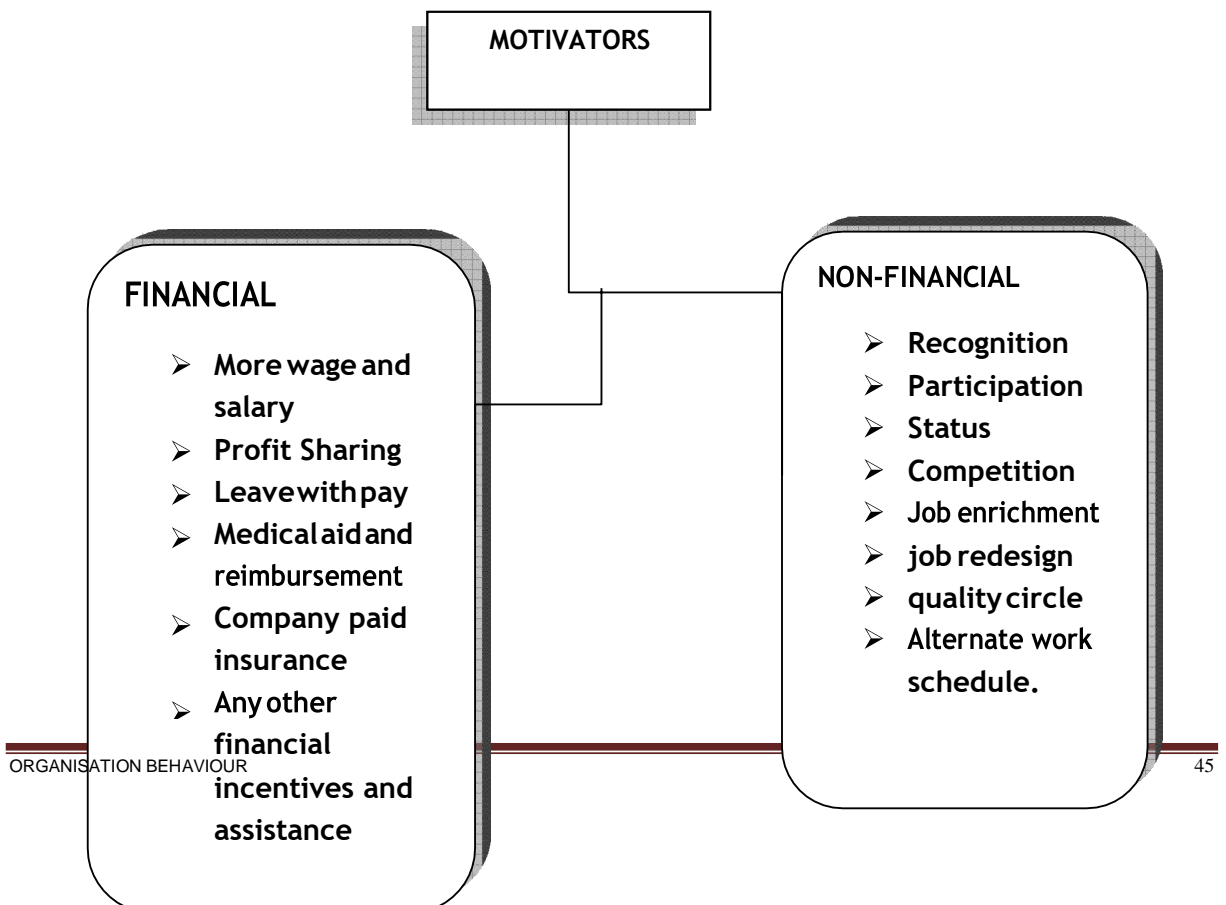 MOTIVATORS
FINANCIAL
➢ More wage and
salary
➢ Profit Sharing
➢ Leave with pay
➢ Medical aid and
reimbursement
➢ Company paid
insurance
➢ Any other
financial
incentives and
assistance
NON-FINANCIAL
➢ Recognition
➢ Participation
➢ Status
➢ Competition
➢ Job enrichment
➢ job redesign
➢ quality circle
➢ Alternate work
schedule.
ORGANISATION BEHAVIOUR
45